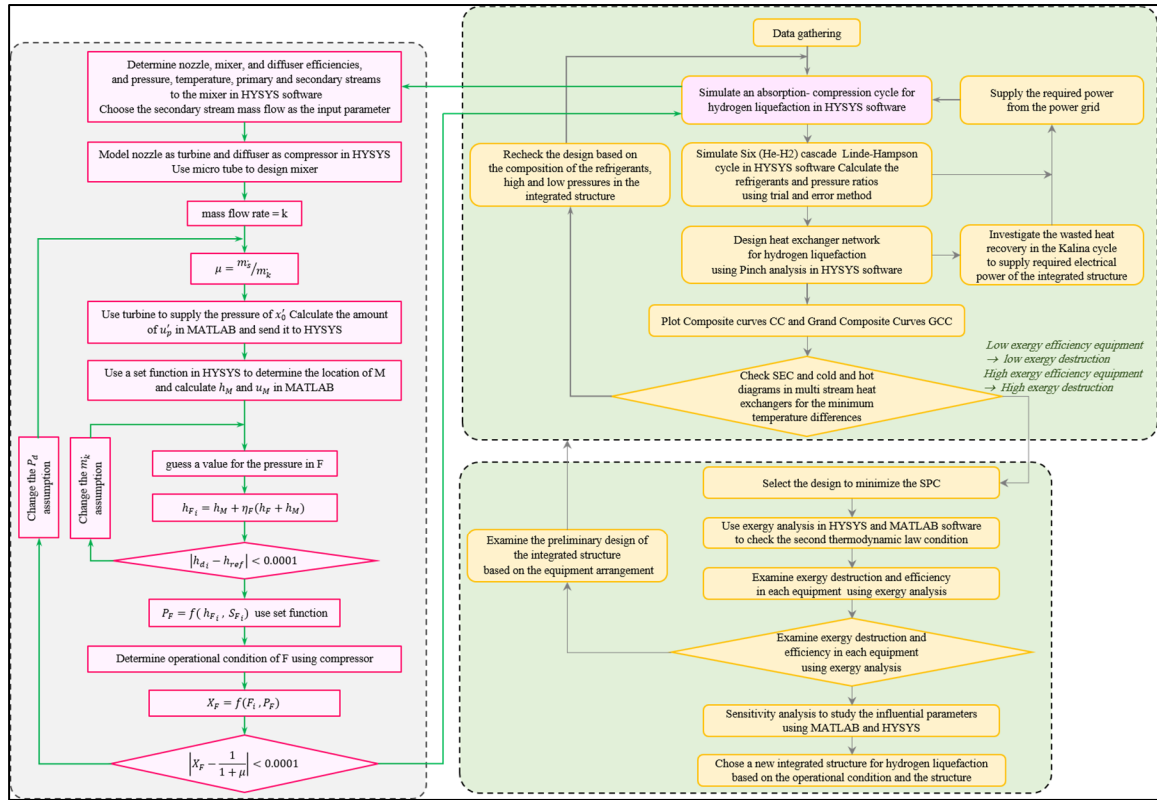 Determine nozzle, mixer, and diffuser efficiencies,
and pressure, temperature, primary and secondary streams
to the mixer in HYSYS software
Choose the secondary stream mass flow as the input parameter
Model nozzle as turbine and diffuser as compressor in HYSYS
Use micro tube to design mixer
mass flow rate = k
μ = ṁs/ṁk
Use turbine to supply the pressure of x′0 Calculate the amount
of u′p in MATLAB and send it to HYSYS
Use a set function in HYSYS to determine the location of M
and calculate hM and uM in MATLAB
guess a value for the pressure in F
hFi = hM + ηF(hF + hM)
|hdi − href| < 0.0001
PF = f( hFi , SFi) use set function
Determine operational condition of F using compressor
XF = f(Fi , PF)
|XF − 1/(1 + μ)| < 0.0001
Change the Pd
assumption
Change the ṁk
assumption
Data gathering
Simulate an absorption- compression cycle for
hydrogen liquefaction in HYSYS software
Supply the required power
from the power grid
Recheck the design based on
the composition of the refrigerants,
high and low pressures in the
integrated structure
Simulate Six (He-H2) cascade Linde-Hampson
cycle in HYSYS software Calculate the
refrigerants and pressure ratios
using trial and error method
Design heat exchanger network
for hydrogen liquefaction
using Pinch analysis in HYSYS software
Investigate the wasted heat
recovery in the Kalina cycle
to supply required electrical
power of the integrated structure
Plot Composite curves CC and Grand Composite Curves GCC
Low exergy efficiency equipment
→ low exergy destruction
High exergy efficiency equipment
→ High exergy destruction
Check SEC and cold and hot
diagrams in multi stream heat
exchangers for the minimum
temperature differences
Select the design to minimize the SPC
Use exergy analysis in HYSYS and MATLAB software
to check the second thermodynamic law condition
Examine the preliminary design of
the integrated structure
based on the equipment arrangement
Examine exergy destruction and efficiency
in each equipment using exergy analysis
Examine exergy destruction and
efficiency in each equipment
using exergy analysis
Sensitivity analysis to study the influential parameters
using MATLAB and HYSYS
Chose a new integrated structure for hydrogen liquefaction
based on the operational condition and the structure